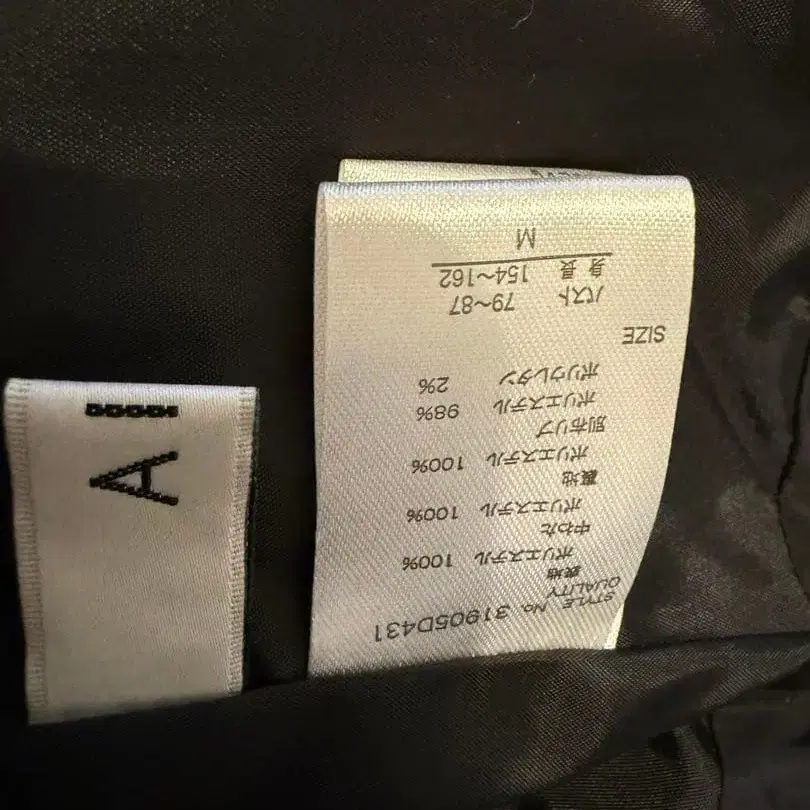 STYLE No. 31905D431
QUALITY
表地
ポリエステル 100%
中わた
ポリエステル 100%
裏地
ポリエステル 100%
別布リブ
ポリエステル 98%
ポリウレタン 2%
SIZE
バスト 79~87
身長 154~162
M
AI